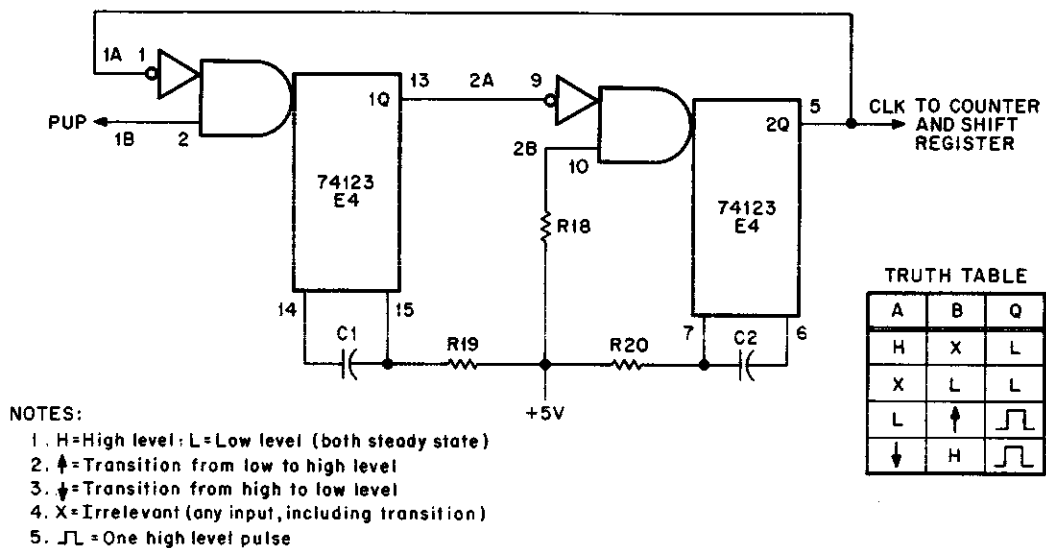 1A 1
13
1Q
2A
9
5
2Q
CLK TO COUNTER
AND SHIFT
REGISTER
PUP
1B
2
2B
10
74123
E4
R18
74123
E4
TRUTH TABLE
A B Q
H X L
X L L
L ↑
↓ H
14
15
C1
R19
R20
7
C2
6
+5V
NOTES:
1. H=High level: L=Low level (both steady state)
2. ↑=Transition from low to high level
3. ↓=Transition from high to low level
4. X=Irrelevant (any input, including transition)
5. = One high level pulse